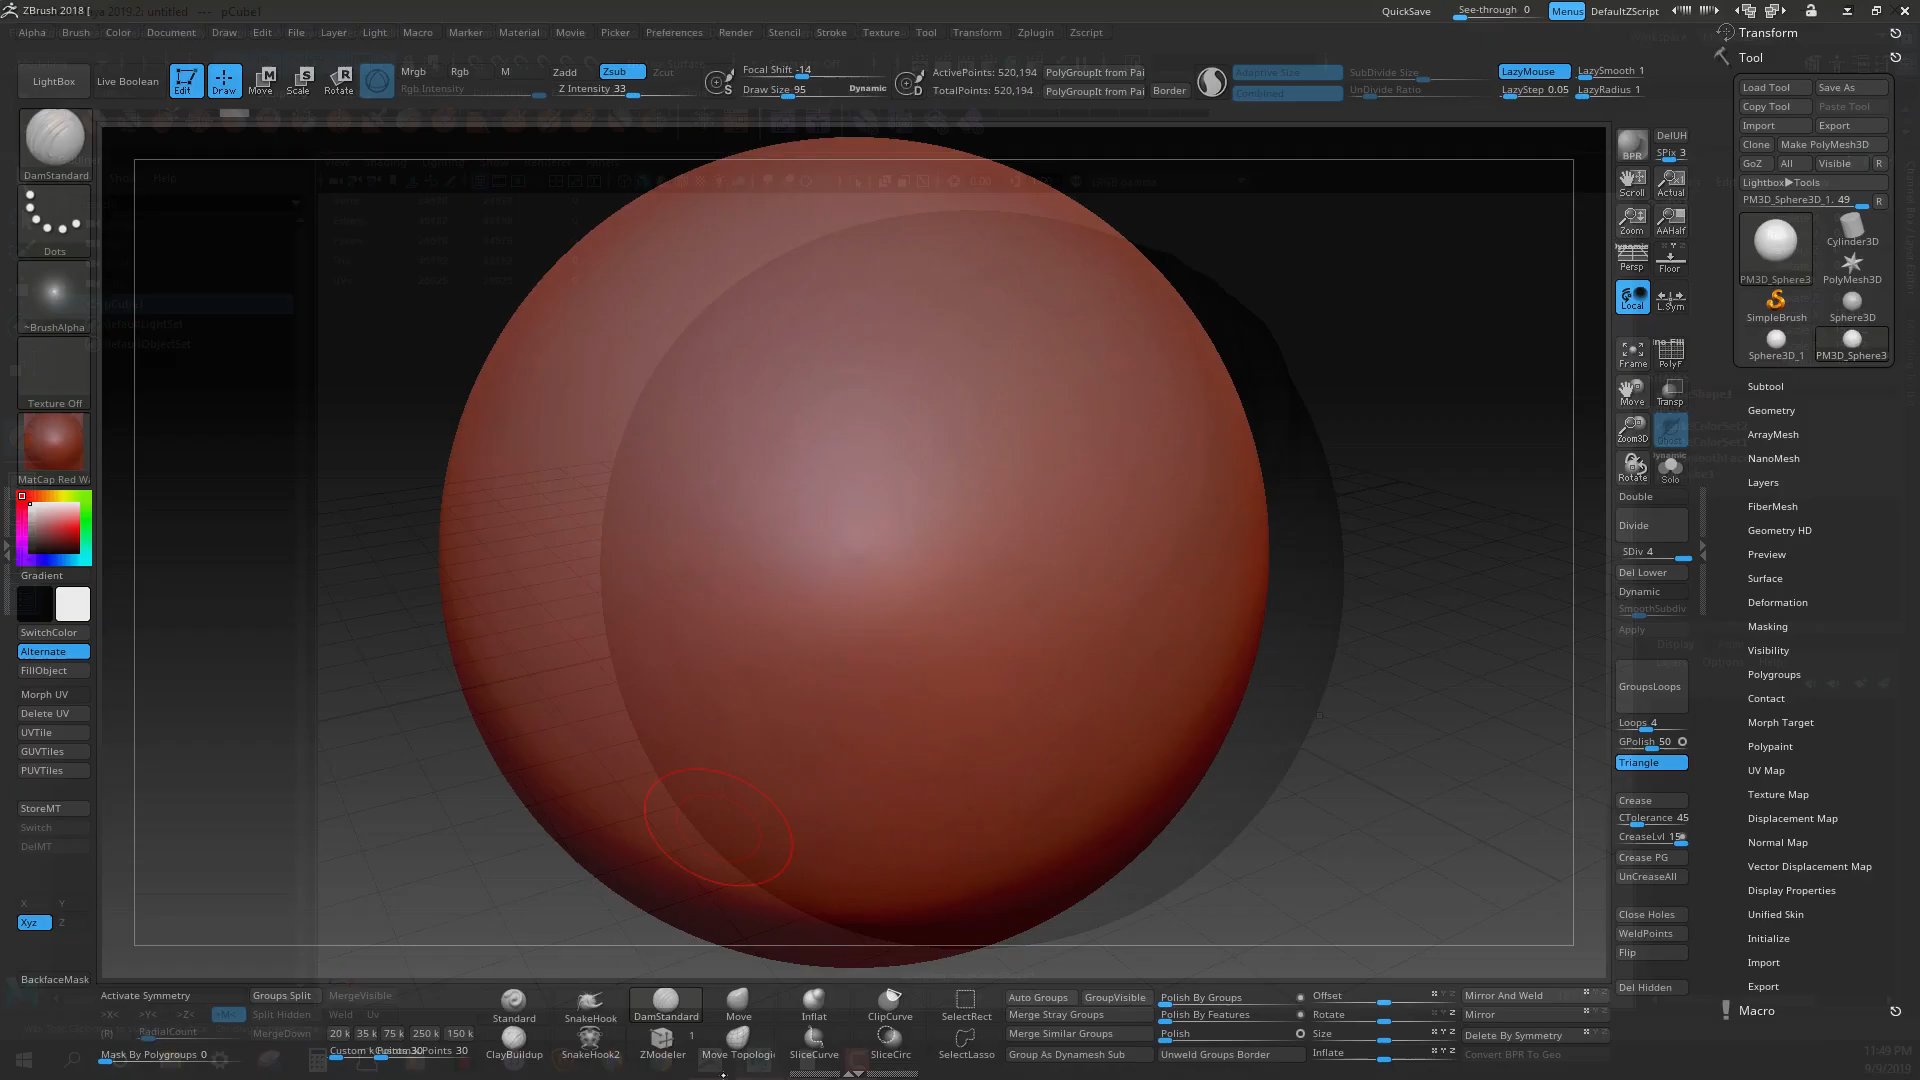 ZBrush 2018 [
ya 2019.2: untitled --- pCube1
QuickSave
See-through 0
Menus
DefaultZScript
Alpha Brush Color Document Draw Edit File Layer Light Macro Marker Material Movie Picker Preferences Render Stencil Stroke Texture Tool Transform Zplugin Zscript
Transform
Tool
LightBox
Live Boolean
Edit
Draw
Move
Scale
Rotate
Mrgb Rgb M
Rgb Intensity
Zadd Zsub Zcut
Z Intensity 33
Focal Shift -14
Draw Size 95
Dynamic
ActivePoints: 520,194
TotalPoints: 520,194
PolyGroupIt from Pai
PolyGroupIt from Pai
Border
Adaptive Size
Combined
SubDivide Size
UnDivide Ratio
LazyMouse
LazySmooth 1
LazyStep 0.05
LazyRadius 1
DamStandard
Dots
~BrushAlpha
Texture Off
MatCap Red Wa
Gradient
SwitchColor
Alternate
FillObject
Morph UV
Delete UV
UVTile
GUVTiles
PUVTiles
StoreMT
Switch
DelMT
X Y
Xyz Z
BackfaceMask
Show Help
pCube1
defaultLightSet
defaultObjectSet
BPR
DelUH
SPix 3
Scroll
Actual
Zoom
AAHalf
Dynamic
Persp
Floor
Local
L.Sym
Frame
PolyF
Move
Transp
Zoom3D
Ghost
Rotate
Solo
Double
Divide
SDiv 4
Del Lower
Dynamic
SmoothSubdiv
Apply
GroupsLoops
Loops 4
GPolish 50
Triangle
Crease
CTolerance 45
CreaseLvl 15
Crease PG
UnCreaseAll
Close Holes
WeldPoints
Flip
Del Hidden
Load Tool Save As
Copy Tool Paste Tool
Import Export
Clone Make PolyMesh3D
GoZ All Visible R
Lightbox▶Tools
PM3D_Sphere3D_1. 49 R
PM3D_Sphere3
Cylinder3D
PolyMesh3D
SimpleBrush
Sphere3D
Sphere3D_1
PM3D_Sphere3
Subtool
Geometry
ArrayMesh
NanoMesh
Layers
FiberMesh
Geometry HD
Preview
Surface
Deformation
Masking
Visibility
Polygroups
Contact
Morph Target
Polypaint
UV Map
Texture Map
Displacement Map
Normal Map
Vector Displacement Map
Display Properties
Unified Skin
Initialize
Import
Export
Macro
Activate Symmetry
>X< >Y< >Z< >M<
(R) RadialCount
Mask By Polygroups 0
Groups Split MergeVisible
Split Hidden Weld Uv
MergeDown 20 k 35 k 75 k 250 k 150 k
Standard
SnakeHook
DamStandard
Move
Inflat
ClipCurve
SelectRect
ClayBuildup
SnakeHook2
ZModeler
1
Move Topologic
SliceCurve
SliceCirc
SelectLasso
Auto Groups GroupVisible
Merge Stray Groups
Merge Similar Groups
Group As Dynamesh Sub
Polish By Groups
Polish By Features
Polish
Unweld Groups Border
Offset
Rotate
Size
Inflate
Mirror And Weld
Mirror
Delete By Symmetry
Convert BPR To Geo
11:49 PM
9/9/2019